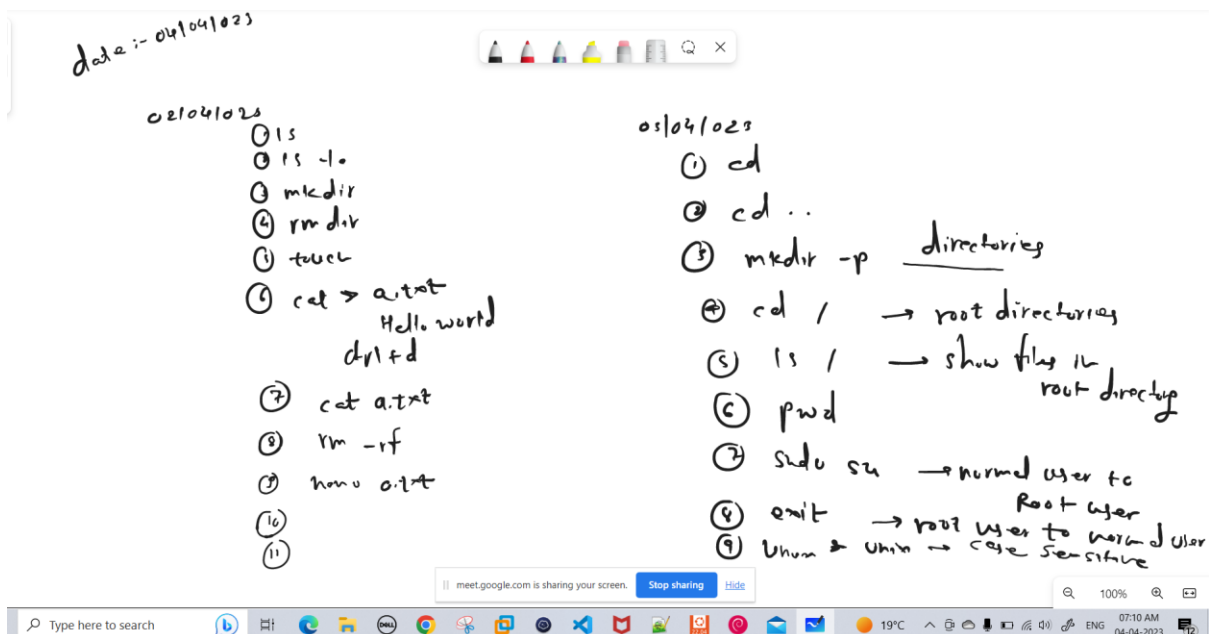 date :- 04/04/023
02/04/023
① ls
② ls -l.
③ mkdir
④ rmdir
⑤ touch
⑥ cat > a.txt
Hello world
ctrl+d
⑦ cat a.txt
⑧ rm -rf
⑨ nano a.txt
⑩
⑪
03/04/023
① cd
② cd ..
③ mkdir -p directories
④ cd / → root directories
⑤ ls / → show files in
root directory
⑥ pwd
⑦ sudo su → normal user to
Root user
⑧ exit → root user to normal user
⑨ & unix → case sensitive
meet.google.com is sharing your screen. Stop sharing Hide
100%
Type here to search
19°C ENG 07:10 AM
04-04-2023 12